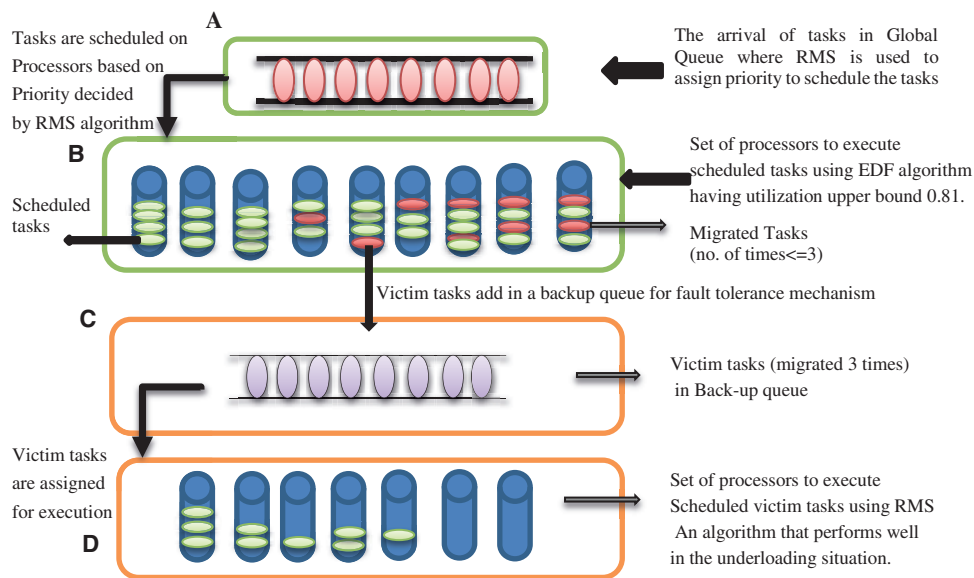 A
Tasks are scheduled on
Processors based on
Priority decided
by RMS algorithm
The arrival of tasks in Global
Queue where RMS is used to
assign priority to schedule the tasks
B
Set of processors to execute
scheduled tasks using EDF algorithm
having utilization upper bound 0.81.
Scheduled
tasks
Migrated Tasks
(no. of times<=3)
Victim tasks add in a backup queue for fault tolerance mechanism
C
Victim tasks (migrated 3 times)
in Back-up queue
Victim tasks
are assigned
for execution
D
Set of processors to execute
Scheduled victim tasks using RMS
An algorithm that performs well
in the underloading situation.